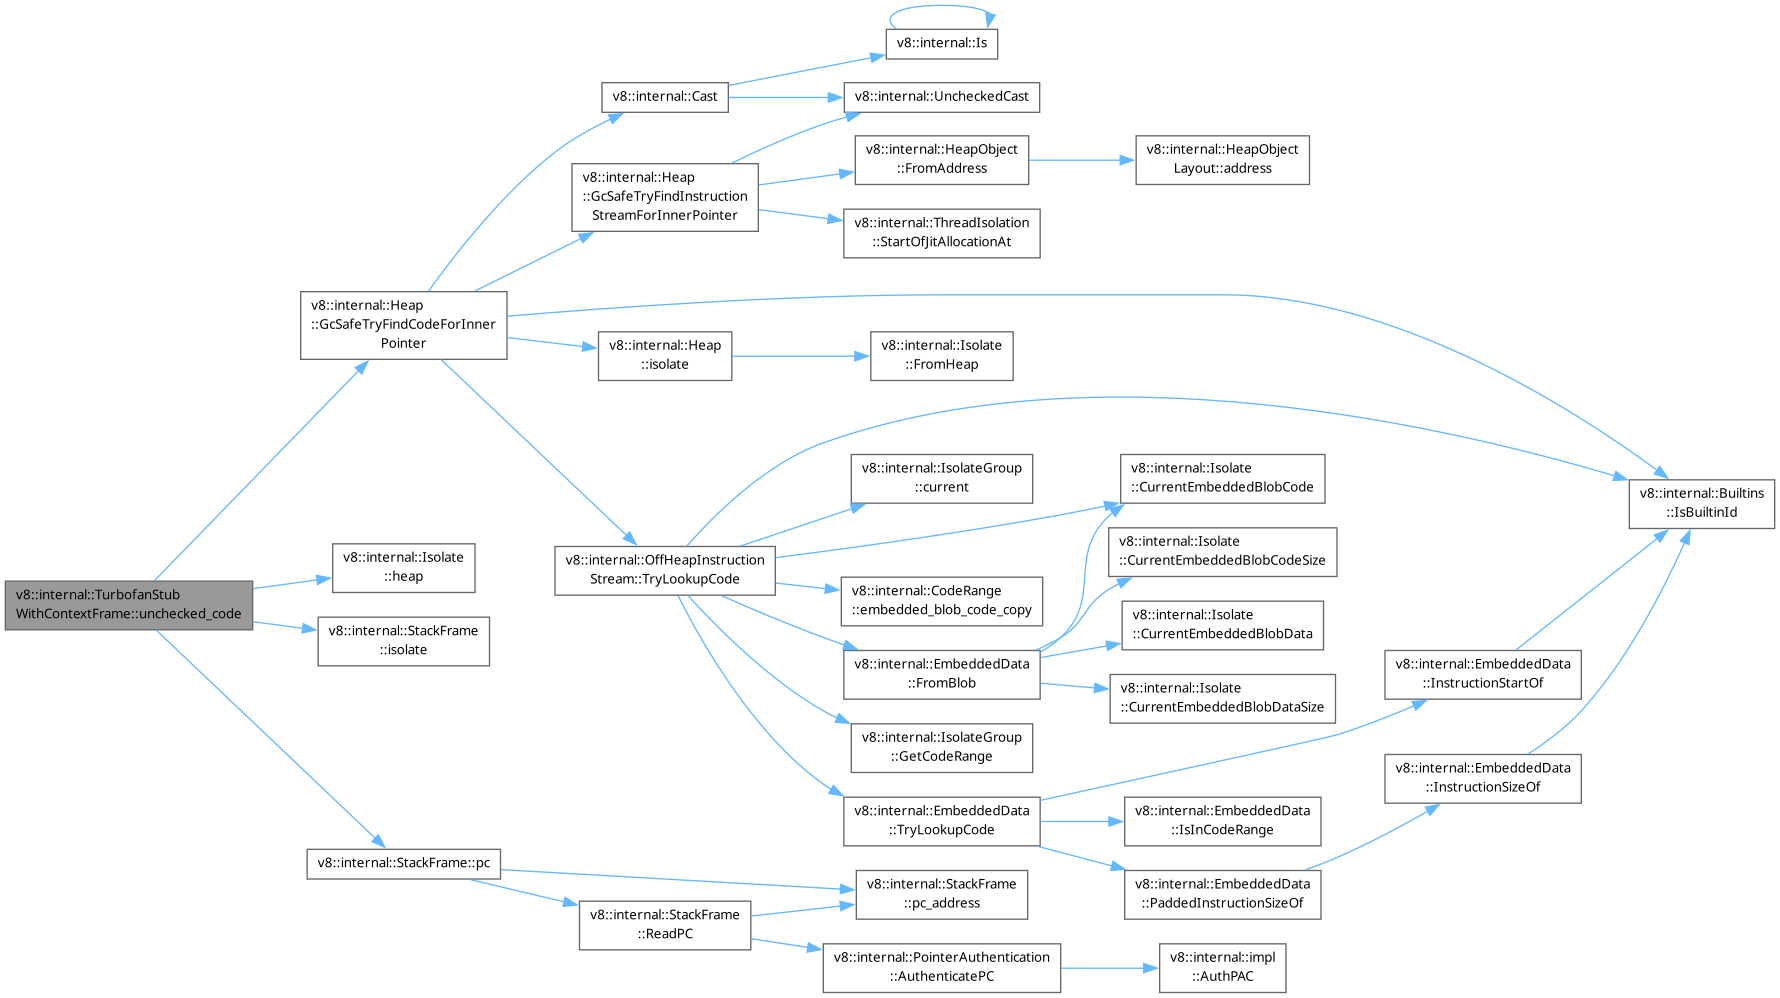 v8::internal::Is
v8::internal::Cast
v8::internal::UncheckedCast
v8::internal::HeapObject
::FromAddress
v8::internal::HeapObject
Layout::address
v8::internal::Heap
::GcSafeTryFindInstruction
StreamForInnerPointer
v8::internal::ThreadIsolation
::StartOfJitAllocationAt
v8::internal::Heap
::GcSafeTryFindCodeForInner
Pointer
v8::internal::Heap
::isolate
v8::internal::Isolate
::FromHeap
v8::internal::IsolateGroup
::current
v8::internal::Isolate
::CurrentEmbeddedBlobCode
v8::internal::Builtins
::IsBuiltinId
v8::internal::Isolate
::heap
v8::internal::OffHeapInstruction
Stream::TryLookupCode
v8::internal::Isolate
::CurrentEmbeddedBlobCodeSize
v8::internal::TurbofanStub
WithContextFrame::unchecked_code
v8::internal::CodeRange
::embedded_blob_code_copy
v8::internal::Isolate
::CurrentEmbeddedBlobData
v8::internal::StackFrame
::isolate
v8::internal::EmbeddedData
::FromBlob
v8::internal::Isolate
::CurrentEmbeddedBlobDataSize
v8::internal::EmbeddedData
::InstructionStartOf
v8::internal::IsolateGroup
::GetCodeRange
v8::internal::EmbeddedData
::InstructionSizeOf
v8::internal::EmbeddedData
::TryLookupCode
v8::internal::EmbeddedData
::IsInCodeRange
v8::internal::StackFrame::pc
v8::internal::StackFrame
::pc_address
v8::internal::EmbeddedData
::PaddedInstructionSizeOf
v8::internal::StackFrame
::ReadPC
v8::internal::PointerAuthentication
::AuthenticatePC
v8::internal::impl
::AuthPAC